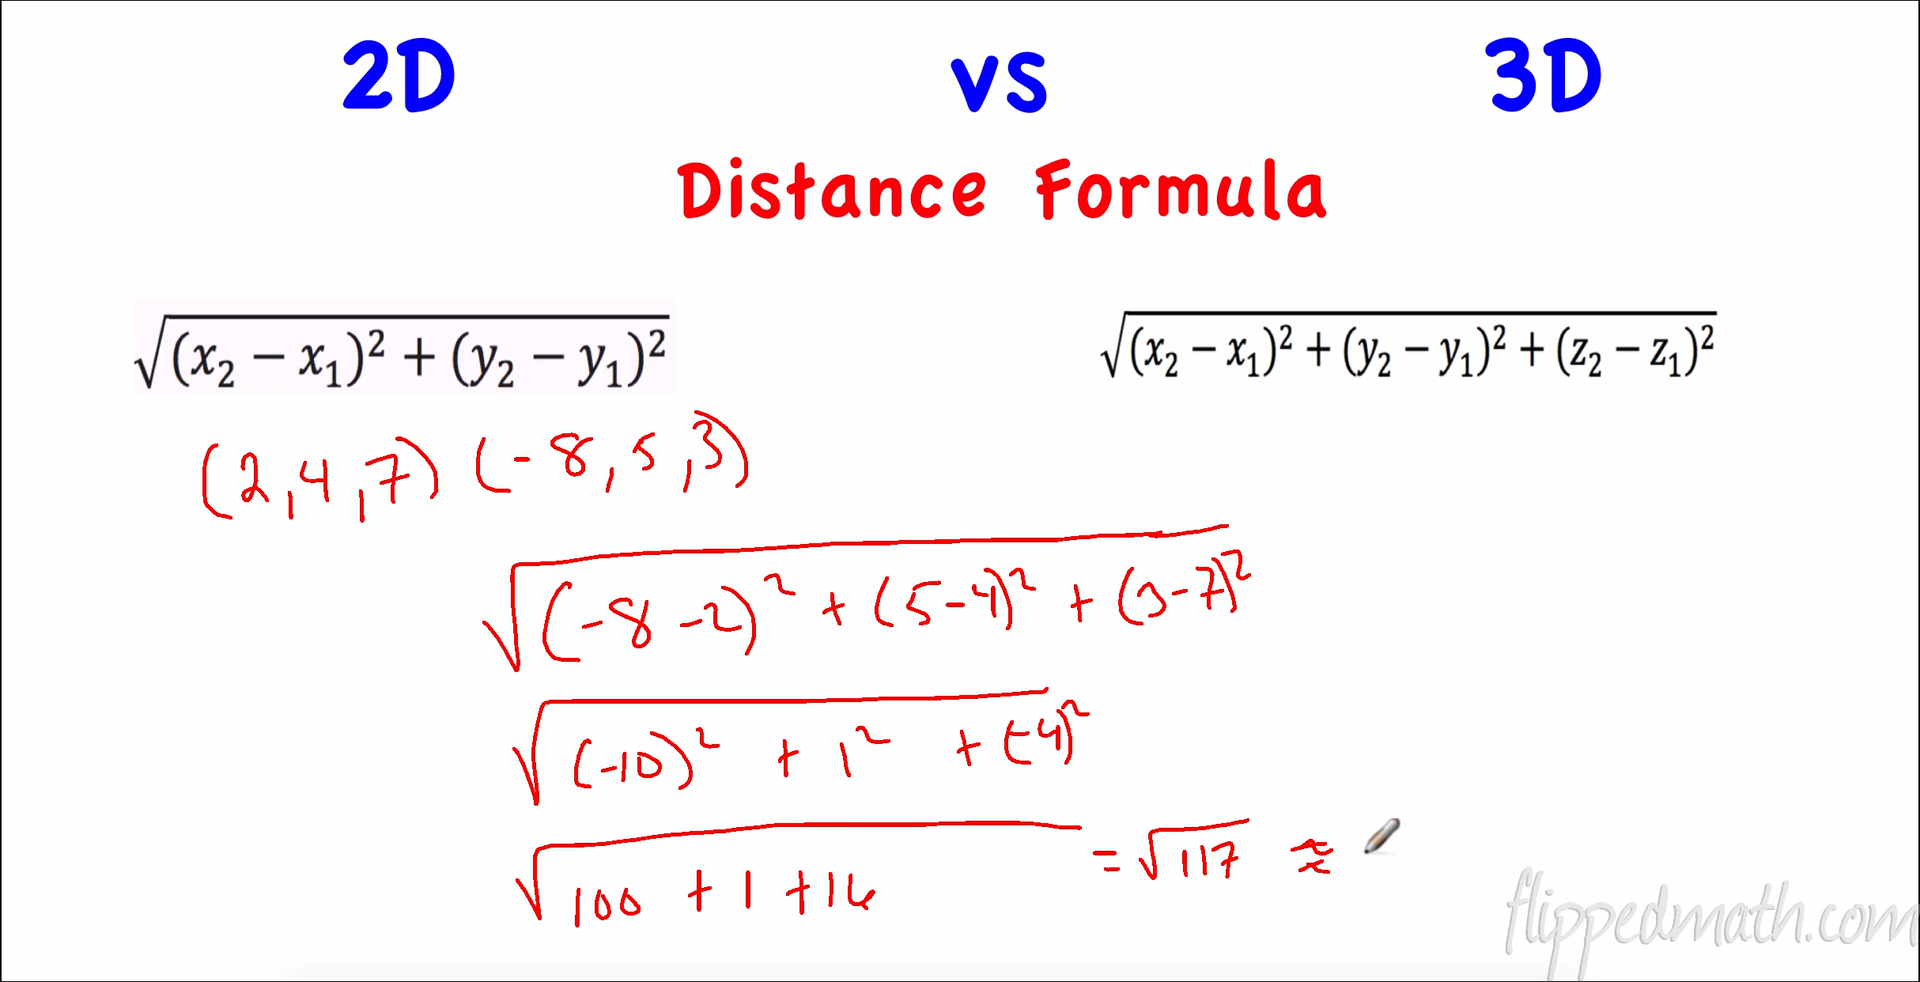 2D vs 3D
Distance Formula
√(x₂ − x₁)² + (y₂ − y₁)²
√(x₂ − x₁)² + (y₂ − y₁)² + (z₂ − z₁)²
(2,4,7) (-8,5,3)
√(-8-2)² + (5-4)² + (3-7)²
√(-10)² + 1² + (-4)²
√100 + 1 + 16 = √117 ≈
flippedmath.com